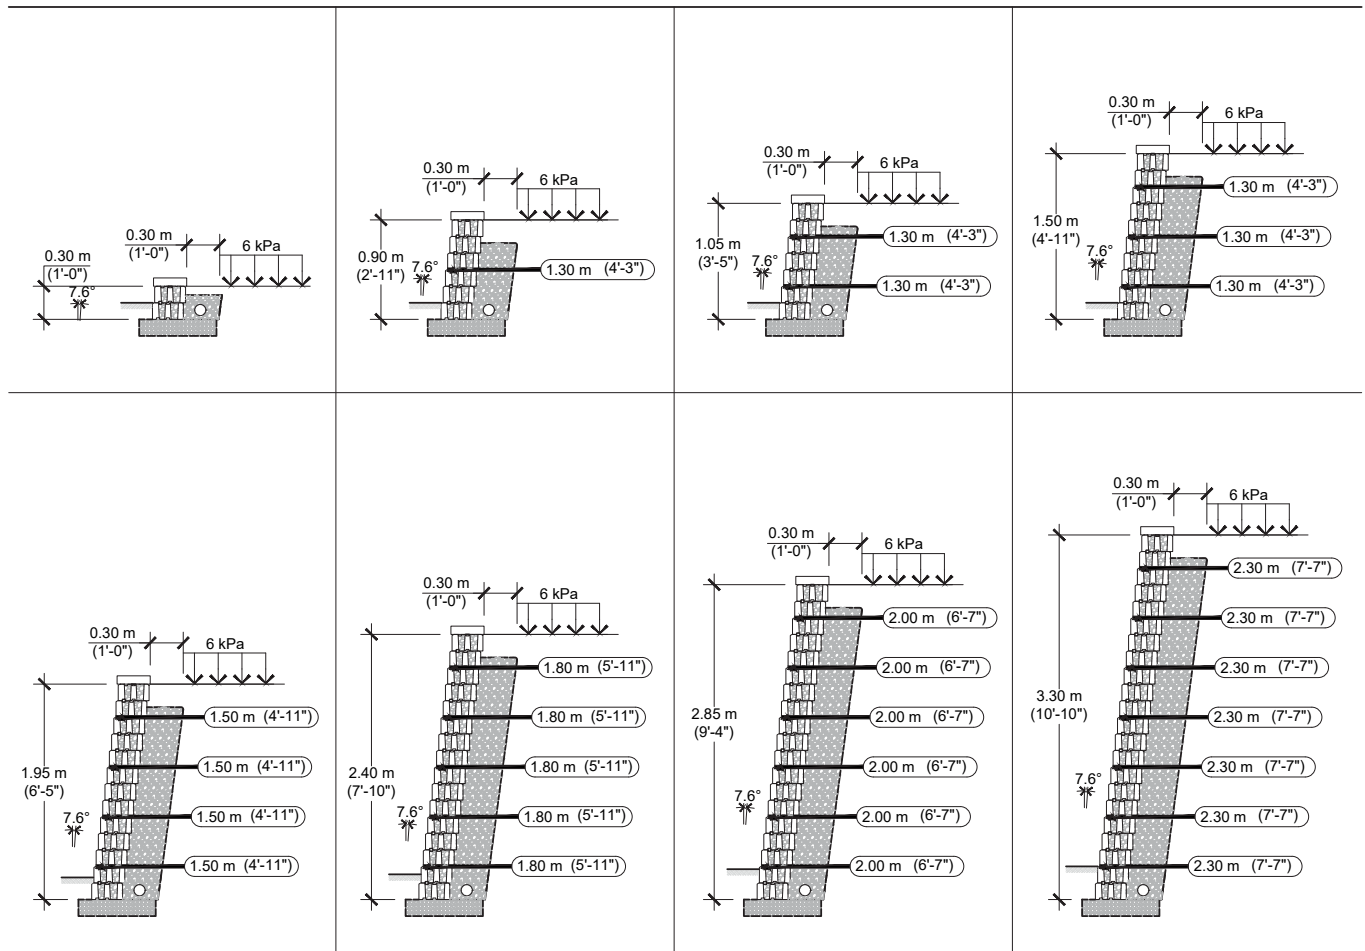 0.30 m
(1'-0")
6 kPa
0.30 m
(1'-0")
7.6°
0.30 m
(1'-0")
6 kPa
0.90 m
(2'-11")
7.6°
1.30 m (4'-3")
0.30 m
(1'-0")
6 kPa
1.05 m
(3'-5")
7.6°
1.30 m (4'-3")
1.30 m (4'-3")
0.30 m
(1'-0")
6 kPa
1.50 m
(4'-11")
7.6°
1.30 m (4'-3")
1.30 m (4'-3")
1.30 m (4'-3")
0.30 m
(1'-0")
6 kPa
1.95 m
(6'-5")
7.6°
1.50 m (4'-11")
1.50 m (4'-11")
1.50 m (4'-11")
1.50 m (4'-11")
0.30 m
(1'-0")
6 kPa
2.40 m
(7'-10")
7.6°
1.80 m (5'-11")
1.80 m (5'-11")
1.80 m (5'-11")
1.80 m (5'-11")
1.80 m (5'-11")
0.30 m
(1'-0")
6 kPa
2.85 m
(9'-4")
7.6°
2.00 m (6'-7")
2.00 m (6'-7")
2.00 m (6'-7")
2.00 m (6'-7")
2.00 m (6'-7")
2.00 m (6'-7")
0.30 m
(1'-0")
6 kPa
3.30 m
(10'-10")
7.6°
2.30 m (7'-7")
2.30 m (7'-7")
2.30 m (7'-7")
2.30 m (7'-7")
2.30 m (7'-7")
2.30 m (7'-7")
2.30 m (7'-7")